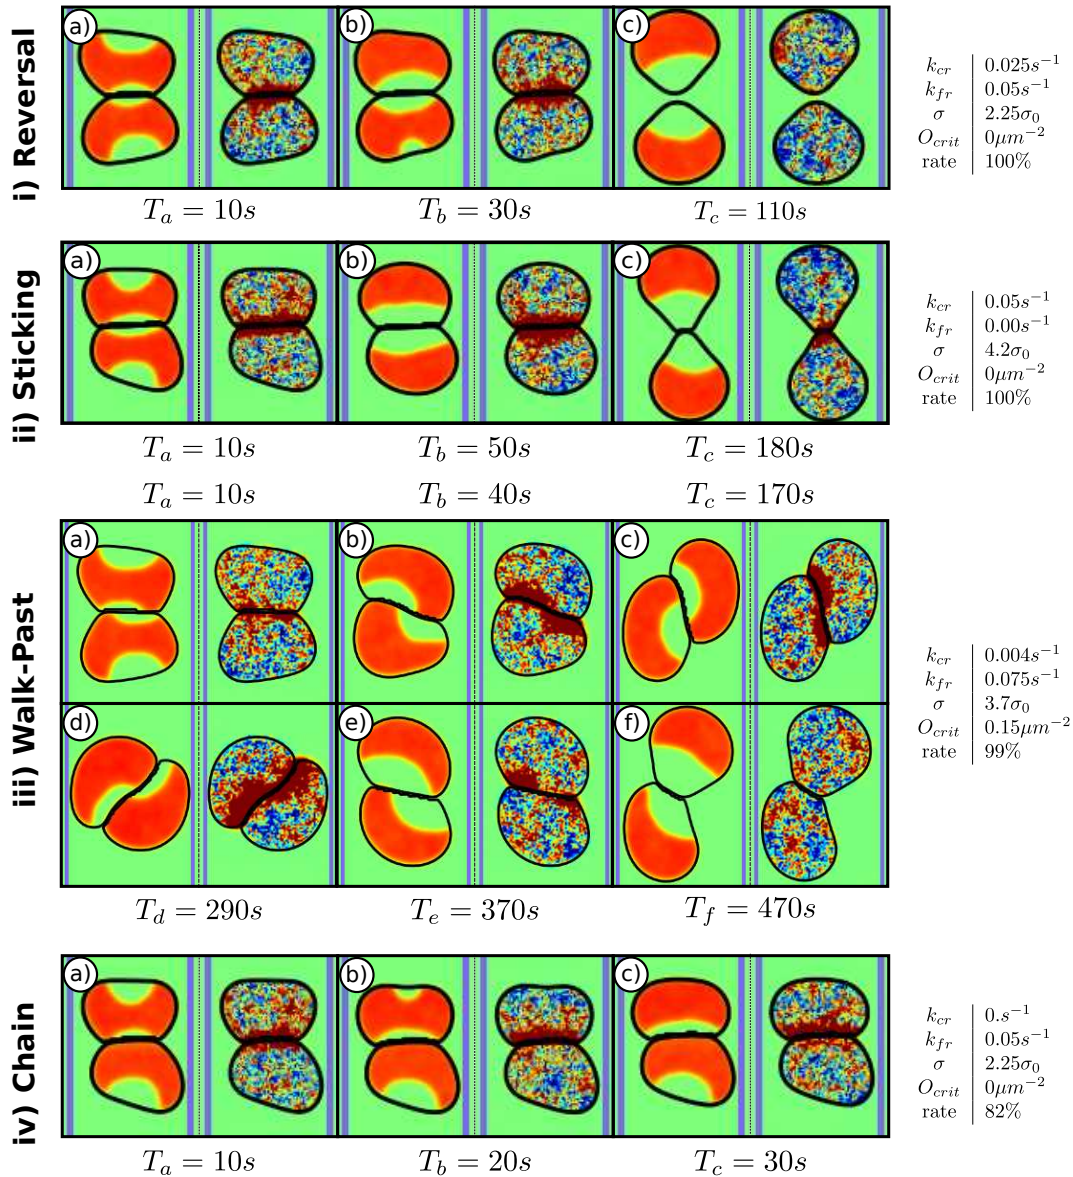 i) Reversal
a)
b)
c)
T_a = 10s
T_b = 30s
T_c = 110s
k_cr 0.025s^-1
k_fr 0.05s^-1
σ 2.25σ_0
O_crit 0μm^-2
rate 100%
ii) Sticking
a)
b)
c)
T_a = 10s
T_b = 50s
T_c = 180s
k_cr 0.05s^-1
k_fr 0.00s^-1
σ 4.2σ_0
O_crit 0μm^-2
rate 100%
T_a = 10s
T_b = 40s
T_c = 170s
iii) Walk-Past
a)
b)
c)
d)
e)
f)
T_d = 290s
T_e = 370s
T_f = 470s
k_cr 0.004s^-1
k_fr 0.075s^-1
σ 3.7σ_0
O_crit 0.15μm^-2
rate 99%
iv) Chain
a)
b)
c)
T_a = 10s
T_b = 20s
T_c = 30s
k_cr 0.s^-1
k_fr 0.05s^-1
σ 2.25σ_0
O_crit 0μm^-2
rate 82%